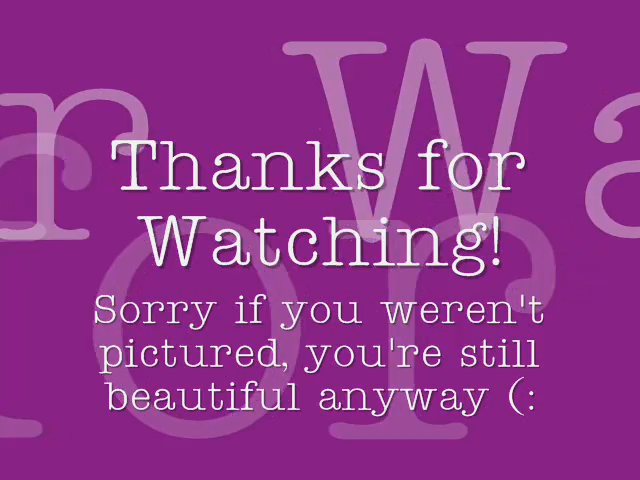 Thanks for
Watching!
Sorry if you weren't
pictured, you're still
beautiful anyway (: